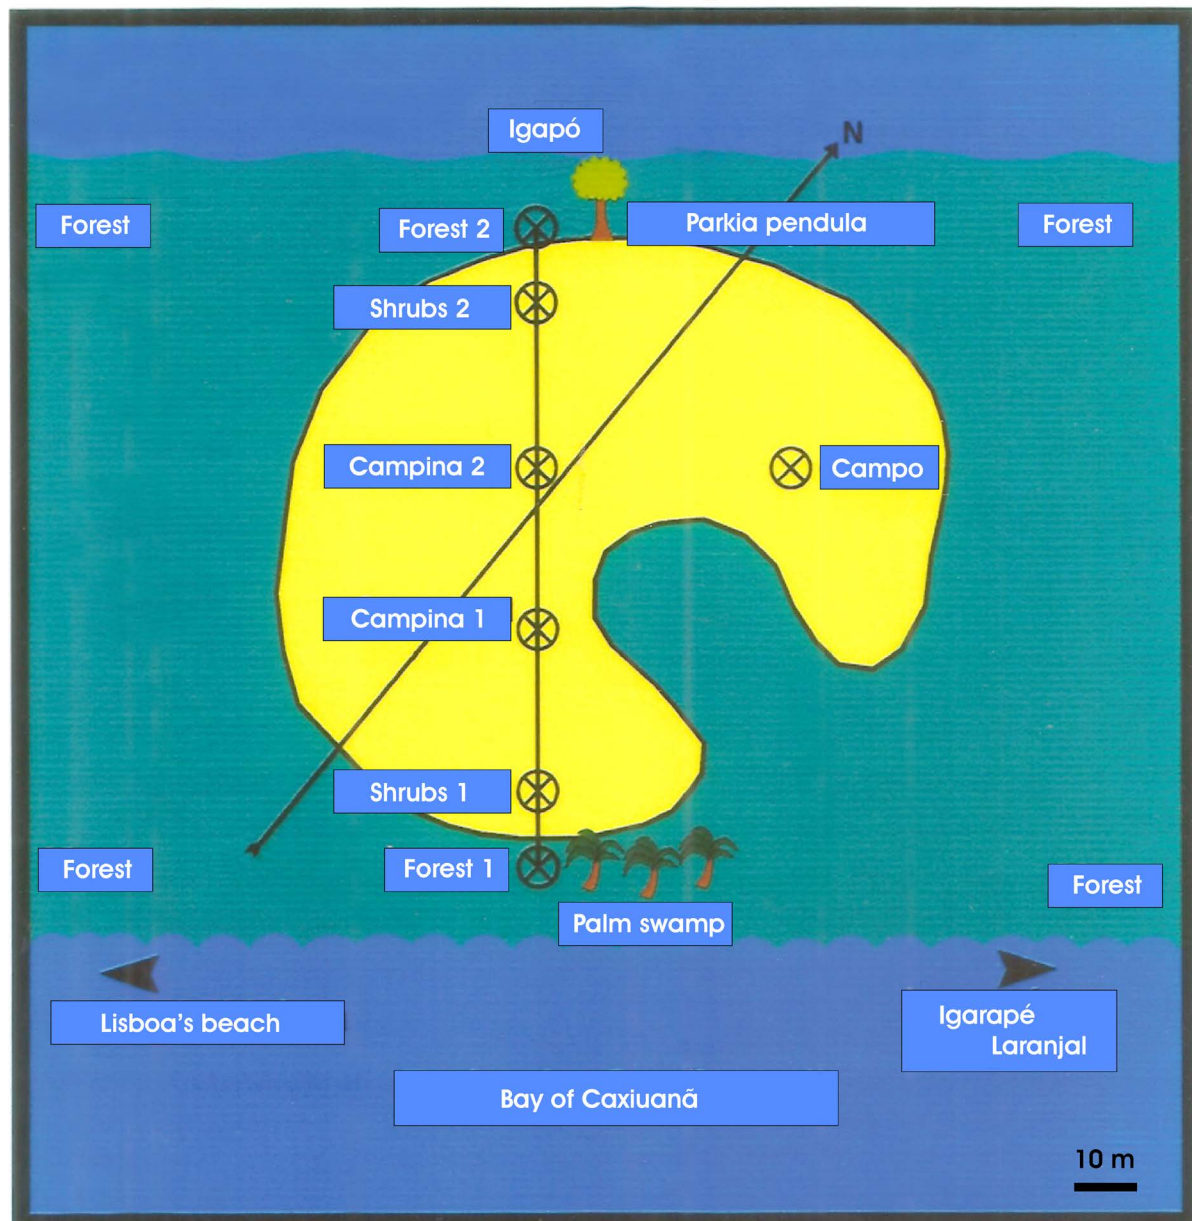 Igapó
N
Forest
Forest 2
Parkia pendula
Forest
Shrubs 2
Campina 2
Campo
Campina 1
Shrubs 1
Forest
Forest 1
Forest
Palm swamp
Lisboa's beach
Igarapé
Laranjal
Bay of Caxiuanã
10 m